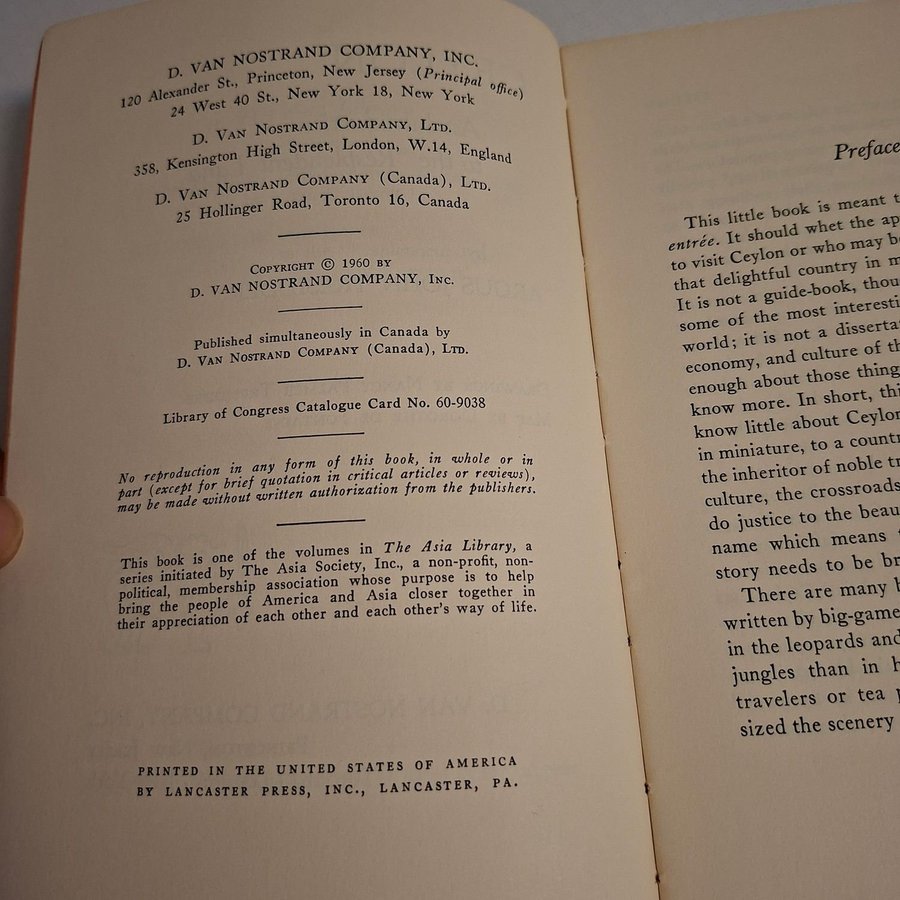 D. VAN NOSTRAND COMPANY, INC.
120 Alexander St., Princeton, New Jersey (Principal office)
24 West 40 St., New York 18, New York
D. VAN NOSTRAND COMPANY, LTD.
358, Kensington High Street, London, W.14, England
D. VAN NOSTRAND COMPANY (Canada), LTD.
25 Hollinger Road, Toronto 16, Canada
COPYRIGHT © 1960 BY
D. VAN NOSTRAND COMPANY, INC.
Published simultaneously in Canada by
D. VAN NOSTRAND COMPANY (Canada), LTD.
Library of Congress Catalogue Card No. 60-9038
No reproduction in any form of this book, in whole or in
part (except for brief quotation in critical articles or reviews),
may be made without written authorization from the publishers.
This book is one of the volumes in The Asia Library, a
series initiated by The Asia Society, Inc., a non-profit, non-
political, membership association whose purpose is to help
bring the people of America and Asia closer together in
their appreciation of each other and each other's way of life.
PRINTED IN THE UNITED STATES OF AMERICA
BY LANCASTER PRESS, INC., LANCASTER, PA.
Preface
This little book is meant
entrée. It should whet the
to visit Ceylon or who may
that delightful country in
It is not a guide-book,
some of the most
world; it is not a
economy, and culture of
enough about those
know more. In short,
know little about Ceylon
in miniature, to a
the inheritor of noble
culture, the crossroads
do justice to the
name which means
story needs to be
There are many
written by big-game
in the leopards and
jungles than in
travelers or tea
sized the scenery